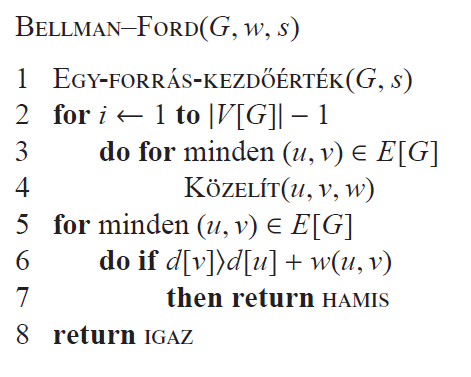 BELLMAN–FORD(G, w, s)
1 EGY-FORRÁS-KEZDŐÉRTÉK(G, s)
2 for i ← 1 to |V[G]| − 1
3 do for minden (u, v) ∈ E[G]
4 KÖZELÍT(u, v, w)
5 for minden (u, v) ∈ E[G]
6 do if d[v]⟩d[u] + w(u, v)
7 then return HAMIS
8 return IGAZ